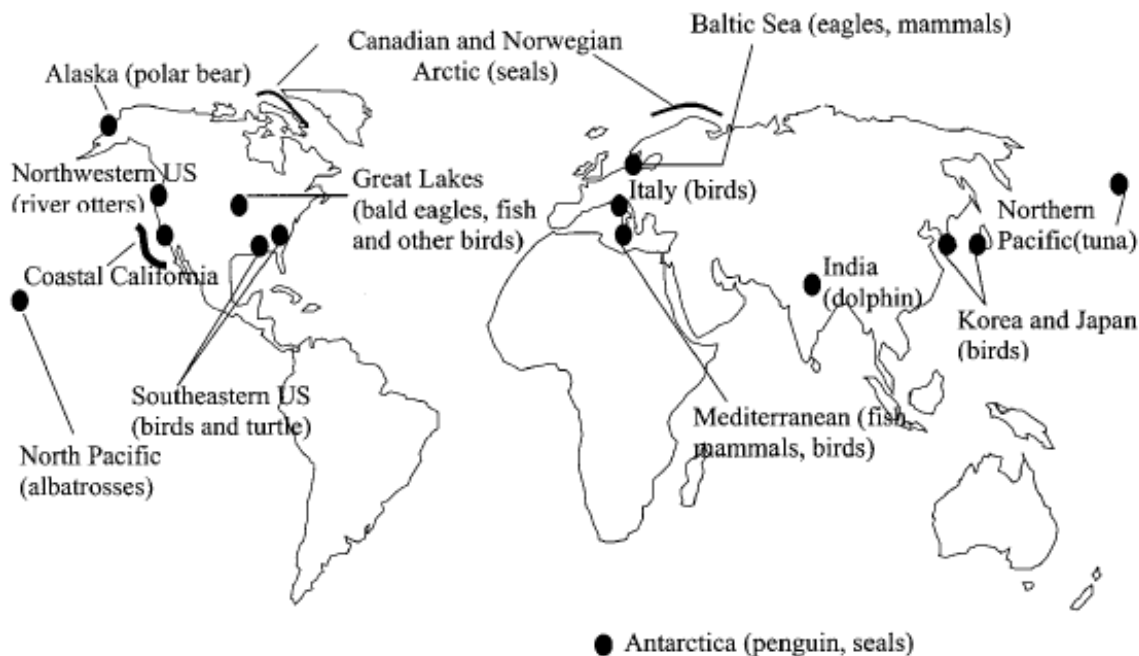 Baltic Sea (eagles, mammals)
Canadian and Norwegian
Arctic (seals)
Alaska (polar bear)
Northwestern US
(river otters)
Great Lakes
(bald eagles, fish
and other birds)
Italy (birds)
Northern
Pacific(tuna)
Coastal California
India
(dolphin)
Korea and Japan
(birds)
Southeastern US
(birds and turtle)
Mediterranean (fish,
mammals, birds)
North Pacific
(albatrosses)
Antarctica (penguin, seals)